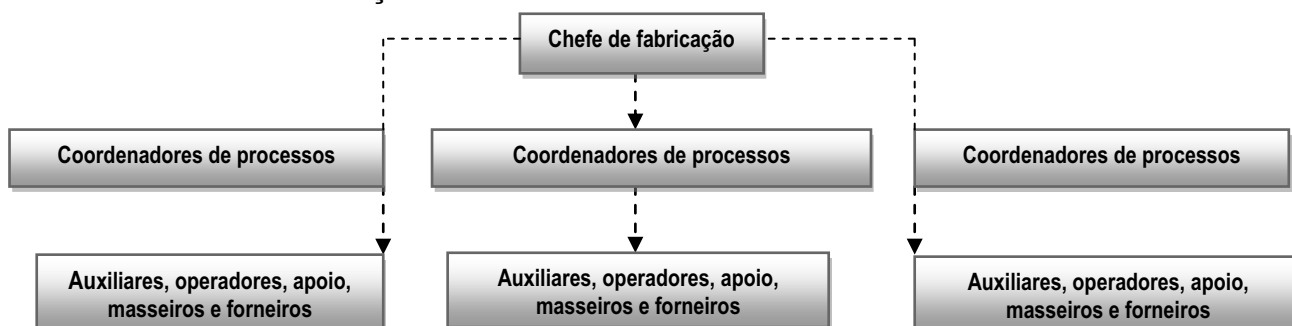 Chefe de fabricação
Coordenadores de processos
Coordenadores de processos
Coordenadores de processos
Auxiliares, operadores, apoio,
masseiros e forneiros
Auxiliares, operadores, apoio,
masseiros e forneiros
Auxiliares, operadores, apoio,
masseiros e forneiros